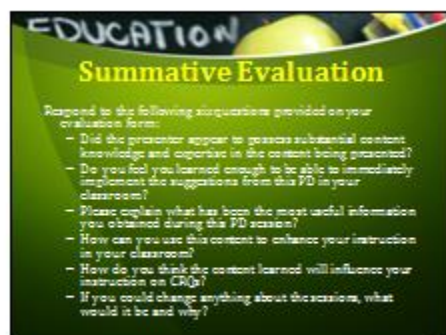 EDUCATION
Summative Evaluation
Respond to the following six questions provided on your
evaluation form:
– Did the presenter appear to possess substantial content
knowledge and expertise in the content being presented?
– Do you feel you learned enough to be able to immediately
implement the suggestions from this PD in your
classroom?
– Please explain what has been the most useful information
you obtained during this PD session?
– How can you use this content to enhance your instruction
in your classroom?
– How do you think the content learned will influence your
instruction on CRQs?
– If you could change anything about the sessions, what
would it be and why?